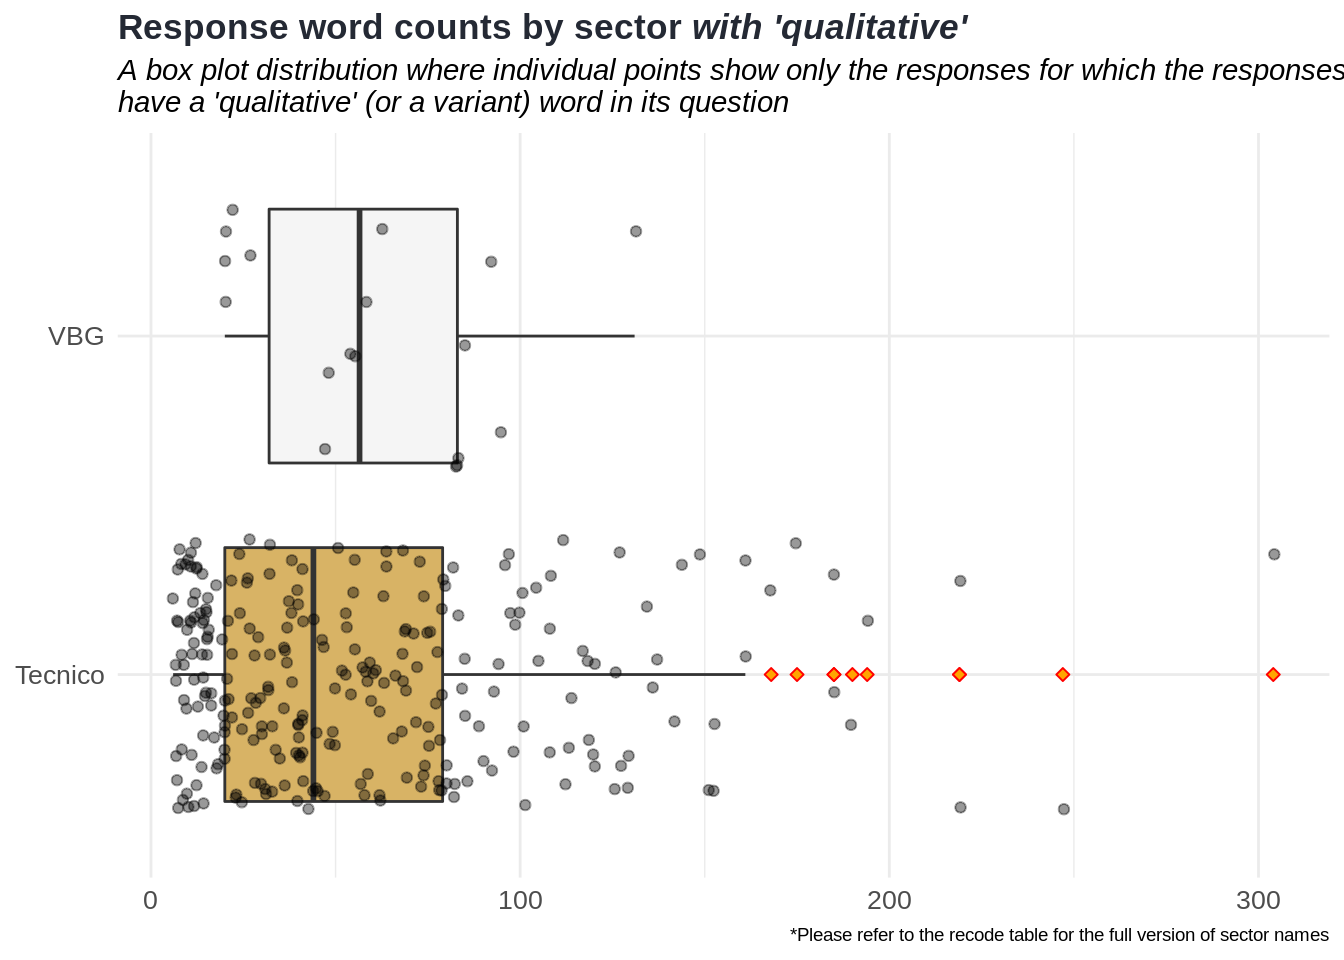 Response word counts by sector with 'qualitative'
A box plot distribution where individual points show only the responses for which the responses
have a 'qualitative' (or a variant) word in its question
VBG
Tecnico
0 100 200 300
*Please refer to the recode table for the full version of sector names